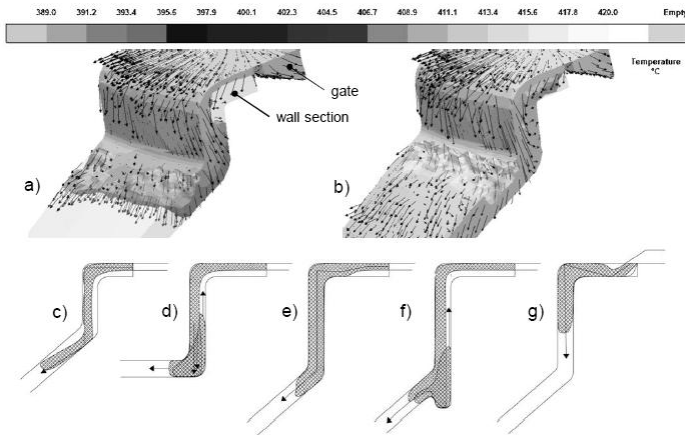 389.0 391.2 393.4 395.6 397.9 400.1 402.3 404.5 406.7 408.9 411.1 413.4 415.6 417.8 420.0 Empty
Temperature
°C
gate
wall section
a) b)
c) d) e) f) g)